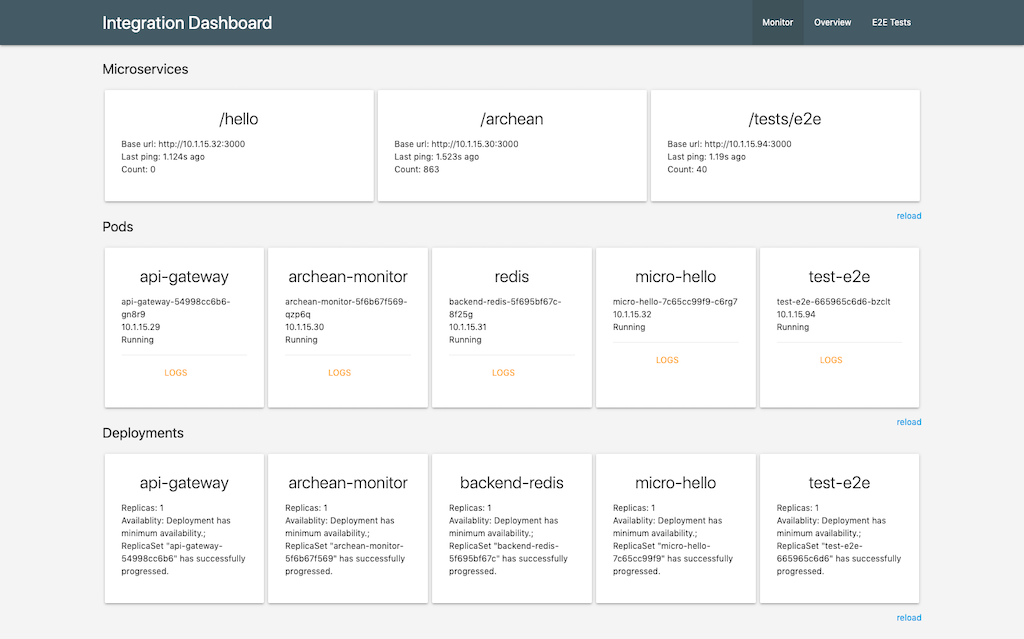 Integration Dashboard
Monitor
Overview
E2E Tests
Microservices
/hello
Base url: http://10.1.15.32:3000
Last ping: 1.124s ago
Count: 0
/archean
Base url: http://10.1.15.30:3000
Last ping: 1.523s ago
Count: 863
/tests/e2e
Base url: http://10.1.15.94:3000
Last ping: 1.19s ago
Count: 40
reload
Pods
api-gateway
api-gateway-54998cc6b6-
gn8r9
10.1.15.29
Running
LOGS
archean-monitor
archean-monitor-5f6b67f569-
qzp6q
10.1.15.30
Running
LOGS
redis
backend-redis-5f695bf67c-
8f25g
10.1.15.31
Running
LOGS
micro-hello
micro-hello-7c65cc99f9-c6rg7
10.1.15.32
Running
LOGS
test-e2e
test-e2e-665965c6d6-bzclt
10.1.15.94
Running
LOGS
reload
Deployments
api-gateway
Replicas: 1
Availablity: Deployment has
minimum availability.;
ReplicaSet "api-gateway-
54998cc6b6" has successfully
progressed.
archean-monitor
Replicas: 1
Availablity: Deployment has
minimum availability.;
ReplicaSet "archean-monitor-
5f6b67f569" has successfully
progressed.
backend-redis
Replicas: 1
Availablity: Deployment has
minimum availability.;
ReplicaSet "backend-redis-
5f695bf67c" has successfully
progressed.
micro-hello
Replicas: 1
Availablity: Deployment has
minimum availability.;
ReplicaSet "micro-hello-
7c65cc99f9" has successfully
progressed.
test-e2e
Replicas: 1
Availablity: Deployment has
minimum availability.;
ReplicaSet "test-e2e-
665965c6d6" has successfully
progressed.
reload